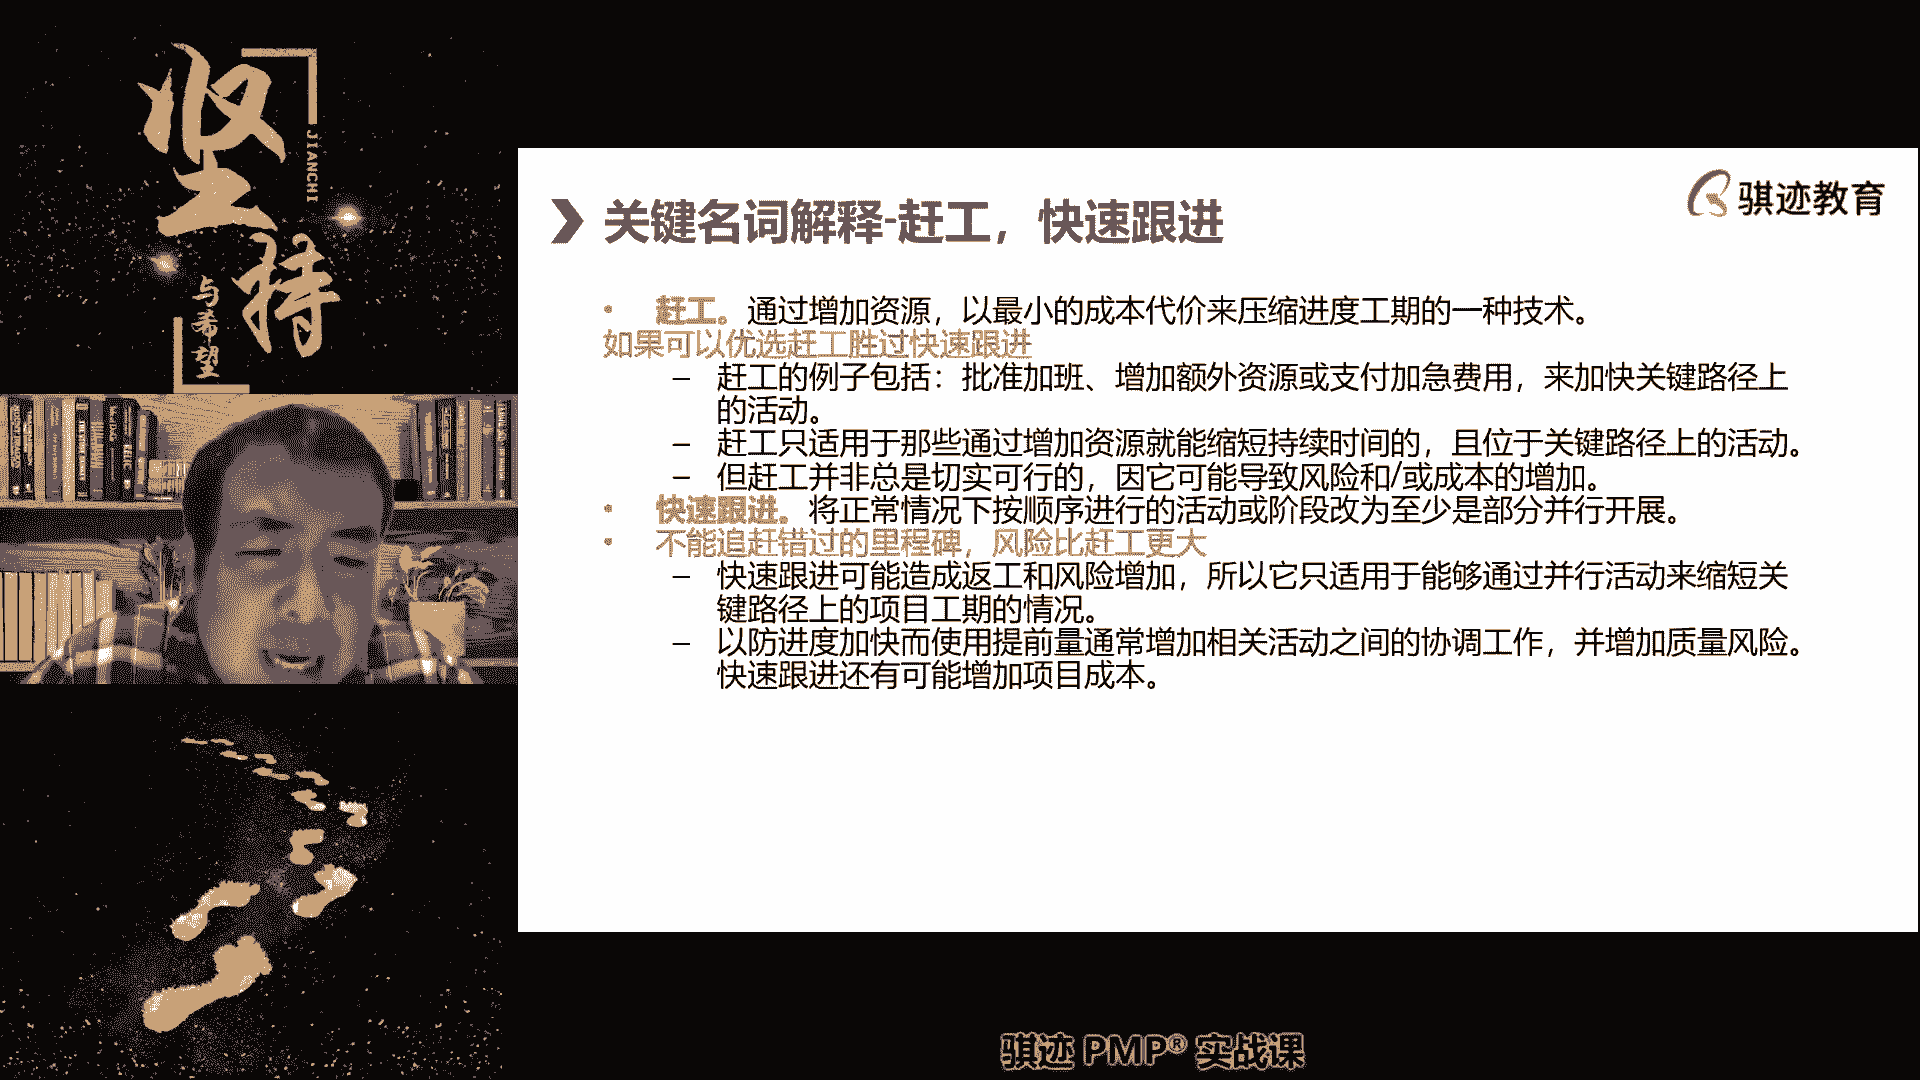 坚持
JIANCHI
与希望
骐迹教育
关键名词解释-赶工，快速跟进
• 赶工。通过增加资源，以最小的成本代价来压缩进度工期的一种技术。
如果可以优选赶工胜过快速跟进
– 赶工的例子包括：批准加班、增加额外资源或支付加急费用，来加快关键路径上
的活动。
– 赶工只适用于那些通过增加资源就能缩短持续时间的，且位于关键路径上的活动。
– 但赶工并非总是切实可行的，因它可能导致风险和/或成本的增加。
• 快速跟进。将正常情况下按顺序进行的活动或阶段改为至少是部分并行开展。
• 不能追赶错过的里程碑，风险比赶工更大
– 快速跟进可能造成返工和风险增加，所以它只适用于能够通过并行活动来缩短关
键路径上的项目工期的情况。
– 以防进度加快而使用提前量通常增加相关活动之间的协调工作，并增加质量风险。
快速跟进还有可能增加项目成本。
骐迹 PMP® 实战课